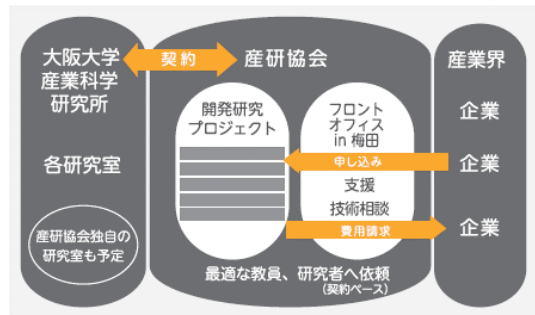 大阪大学
産業科学
研究所
各研究室
産研協会独自の
研究室も予定
契約
産研協会
開発研究
プロジェクト
フロント
オフィス
in 梅田
申し込み
支援
技術相談
費用請求
最適な教員、研究者へ依頼
(契約ベース)
産業界
企業
企業
企業